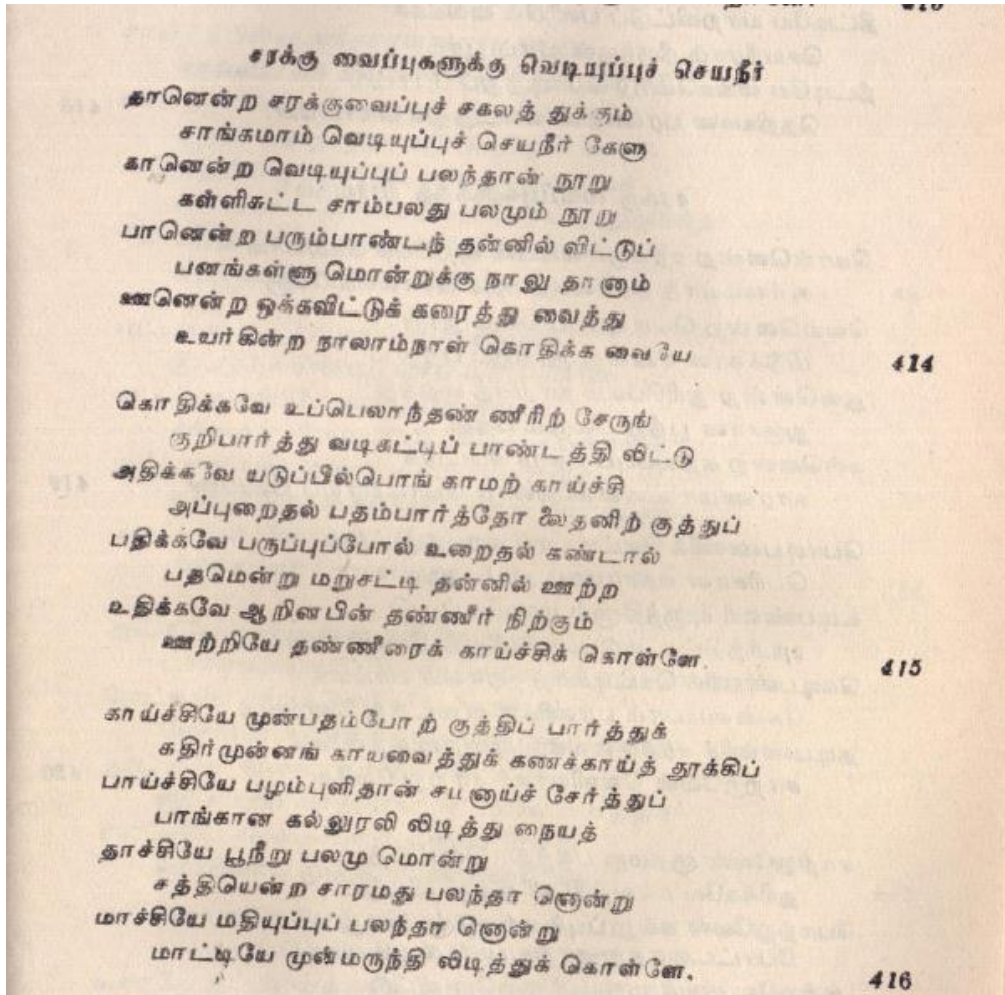 சரக்கு வைப்புகளுக்கு வெடியுப்புச் செயநீர்
தானென்ற சரக்குவைப்புச் சகலத் துக்கும்
சாங்கமாம் வெடியுப்புச் செயநீர் கேளு
கானென்ற வெடியுப்புப் பலந்தான் நூறு
கள்ளிசுட்ட சாம்பலது பலமும் நூறு
பானென்ற பரும்பாண்டந் தன்னில் விட்டுப்
பனங்கள்ளு மொன்றுக்கு நாலு தானும்
ஊனென்ற ஒக்கவிட்டுக் கரைத்து வைத்து
உயர்கின்ற நாலாம்நாள் கொதிக்க வையே 414
கொதிக்கவே உப்பெலாந்தண் ணீரிற் சேருங்
குறிபார்த்து வடிகட்டிப் பாண்டத்தி லிட்டு
அதிக்கவே யடுப்பில்பொங் காமற் காய்ச்சி
அப்புறைதல் பதம்பார்த்தோ லைதனிற் குத்துப்
பதிக்கவே பருப்புப்போல் உறைதல் கண்டால்
பதமென்று மறுசட்டி தன்னில் ஊற்ற
உதிக்கவே ஆறினபின் தண்ணீர் நிற்கும்
ஊற்றியே தண்ணீரைக் காய்ச்சிக் கொள்ளே. 415
காய்ச்சியே முன்பதம்போற் குத்திப் பார்த்துக்
கதிர்முன்னங் காயவைத்துக் கணக்காய்த் தூக்கிப்
பாய்ச்சியே பழம்புளிதான் சமனாய்ச் சேர்த்துப்
பாங்கான கல்லுரலி லிடித்து நையத்
தாச்சியே பூநீறு பலமு மொன்று
சத்தியென்ற சாரமது பலந்தா னொன்று
மாச்சியே மதியுப்புப் பலந்தா னொன்று
மாட்டியே முன்மருந்தி லிடித்துக் கொள்ளே. 416